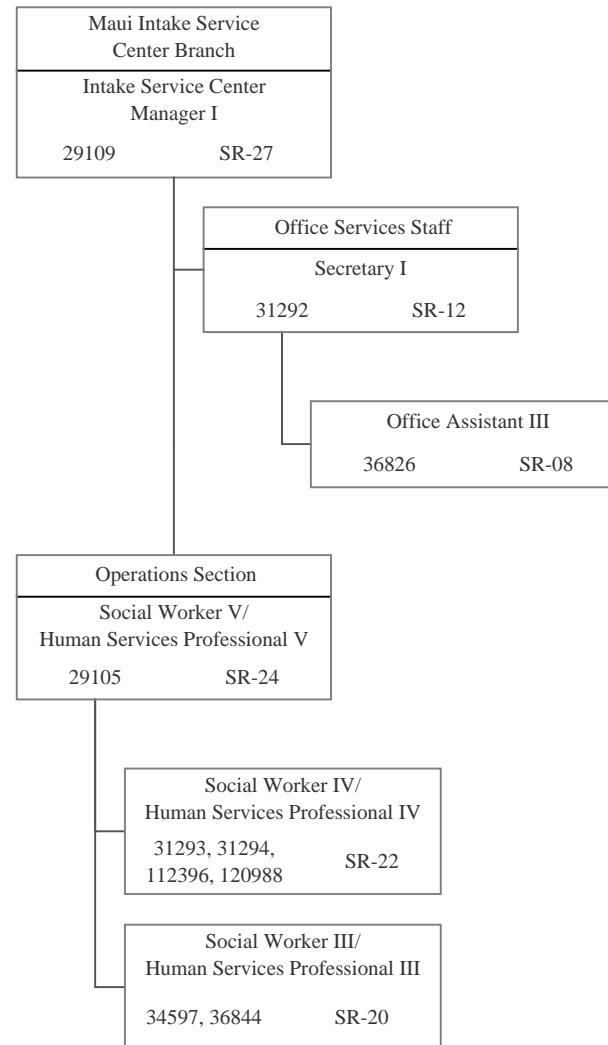 Maui Intake Service
Center Branch
Intake Service Center
Manager I
29109 SR-27
Office Services Staff
Secretary I
31292 SR-12
Office Assistant III
36826 SR-08
Operations Section
Social Worker V/
Human Services Professional V
29105 SR-24
Social Worker IV/
Human Services Professional IV
31293, 31294,
112396, 120988 SR-22
Social Worker III/
Human Services Professional III
34597, 36844 SR-20